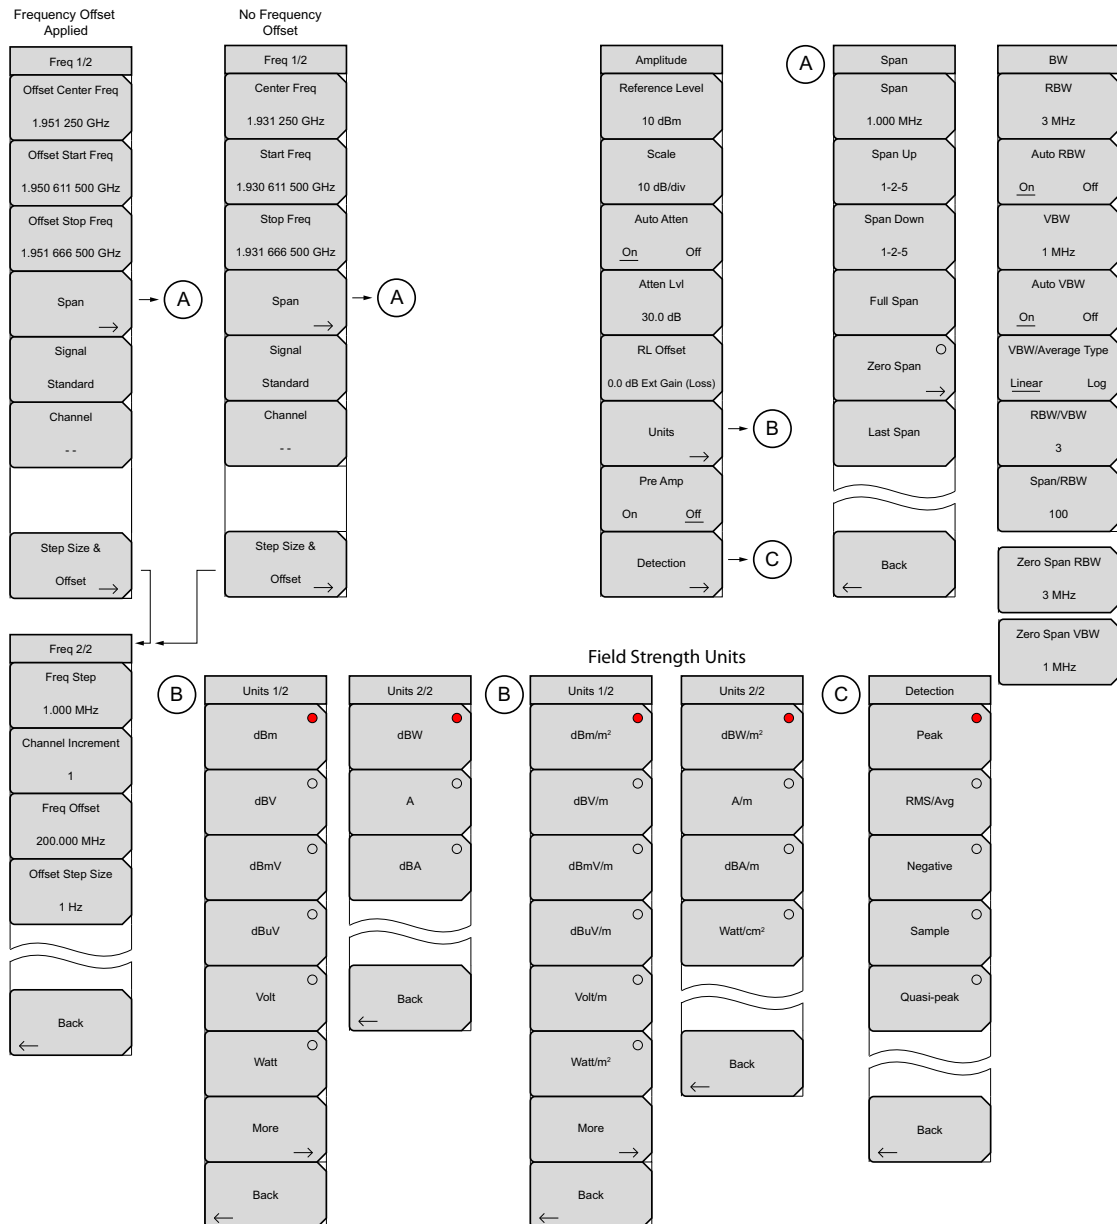 Frequency Offset
Applied
Freq 1/2
Offset Center Freq
1.951 250 GHz
Offset Start Freq
1.950 611 500 GHz
Offset Stop Freq
1.951 666 500 GHz
Span
A
Signal
Standard
Channel
- -
Step Size &
Offset
No Frequency
Offset
Freq 1/2
Center Freq
1.931 250 GHz
Start Freq
1.930 611 500 GHz
Stop Freq
1.931 666 500 GHz
Span
A
Signal
Standard
Channel
- -
Step Size &
Offset
Amplitude
Reference Level
10 dBm
Scale
10 dB/div
Auto Atten
On Off
Atten Lvl
30.0 dB
RL Offset
0.0 dB Ext Gain (Loss)
Units
B
Pre Amp
On Off
Detection
C
A
Span
Span
1.000 MHz
Span Up
1-2-5
Span Down
1-2-5
Full Span
Zero Span
Last Span
Back
BW
RBW
3 MHz
Auto RBW
On Off
VBW
1 MHz
Auto VBW
On Off
VBW/Average Type
Linear Log
RBW/VBW
3
Span/RBW
100
Zero Span RBW
3 MHz
Zero Span VBW
1 MHz
Freq 2/2
Freq Step
1.000 MHz
Channel Increment
1
Freq Offset
200.000 MHz
Offset Step Size
1 Hz
Back
B
Units 1/2
dBm
dBV
dBmV
dBuV
Volt
Watt
More
Back
Units 2/2
dBW
A
dBA
Back
Field Strength Units
B
Units 1/2
dBm/m²
dBV/m
dBmV/m
dBuV/m
Volt/m
Watt/m²
More
Back
Units 2/2
dBW/m²
A/m
dBA/m
Watt/cm²
Back
C
Detection
Peak
RMS/Avg
Negative
Sample
Quasi-peak
Back